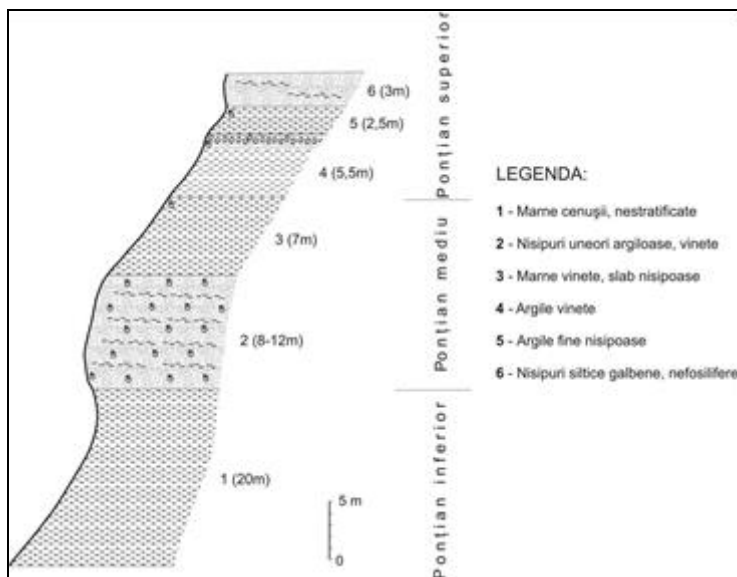 6 (3m)
5 (2,5m)
4 (5,5m)
3 (7m)
2 (8-12m)
1 (20m)
5 m
0
Ponțian superior
Ponțian mediu
Ponțian inferior
LEGENDA:
1 - Marne cenușii, nestratificate
2 - Nisipuri uneori argiloase, vinete
3 - Marne vinete, slab nisipoase
4 - Argile vinete
5 - Argile fine nisipoase
6 - Nisipuri siltice galbene, nefosilifere